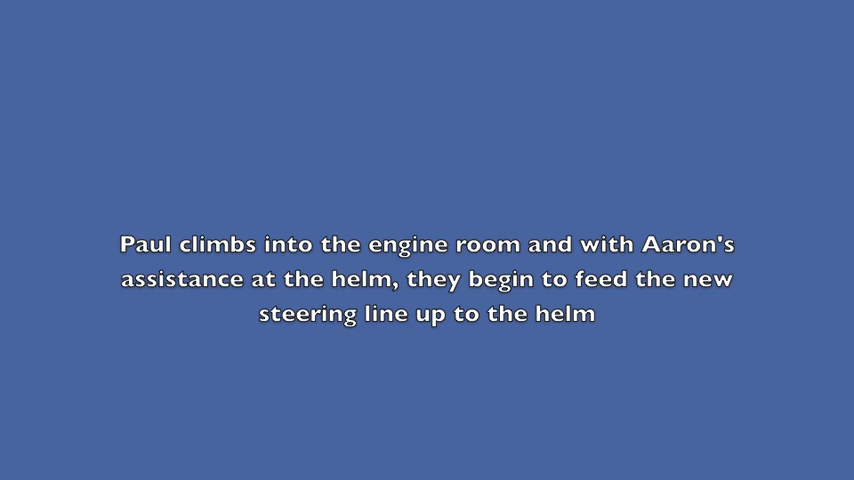 Paul climbs into the engine room and with Aaron's
assistance at the helm, they begin to feed the new
steering line up to the helm